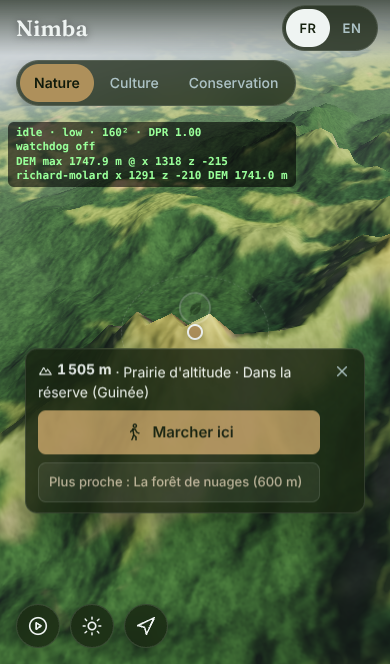 Nimba
FR EN
Nature Culture Conservation
idle · low · 160² · DPR 1.00
watchdog off
DEM max 1747.9 m @ x 1318 z -215
richard-molard x 1291 z -210 DEM 1741.0 m
1 505 m · Prairie d'altitude · Dans la
réserve (Guinée)
Marcher ici
Plus proche : La forêt de nuages (600 m)